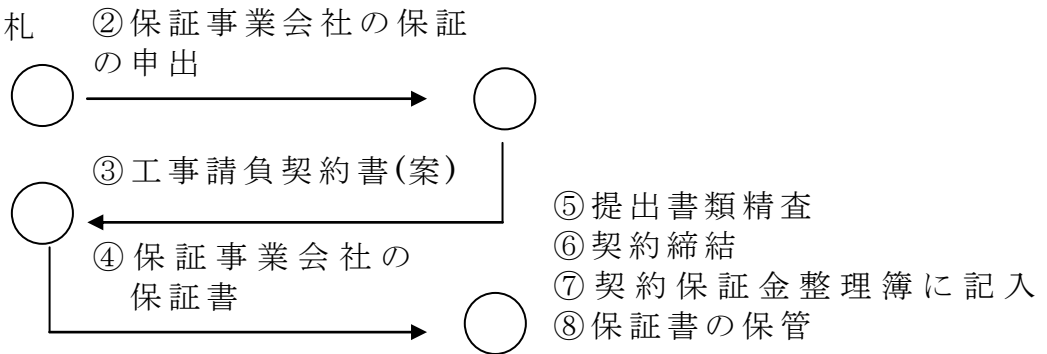 札
②保証事業会社の保証
の申出
③工事請負契約書(案)
④保証事業会社の
保証書
⑤提出書類精査
⑥契約締結
⑦契約保証金整理簿に記入
⑧保証書の保管